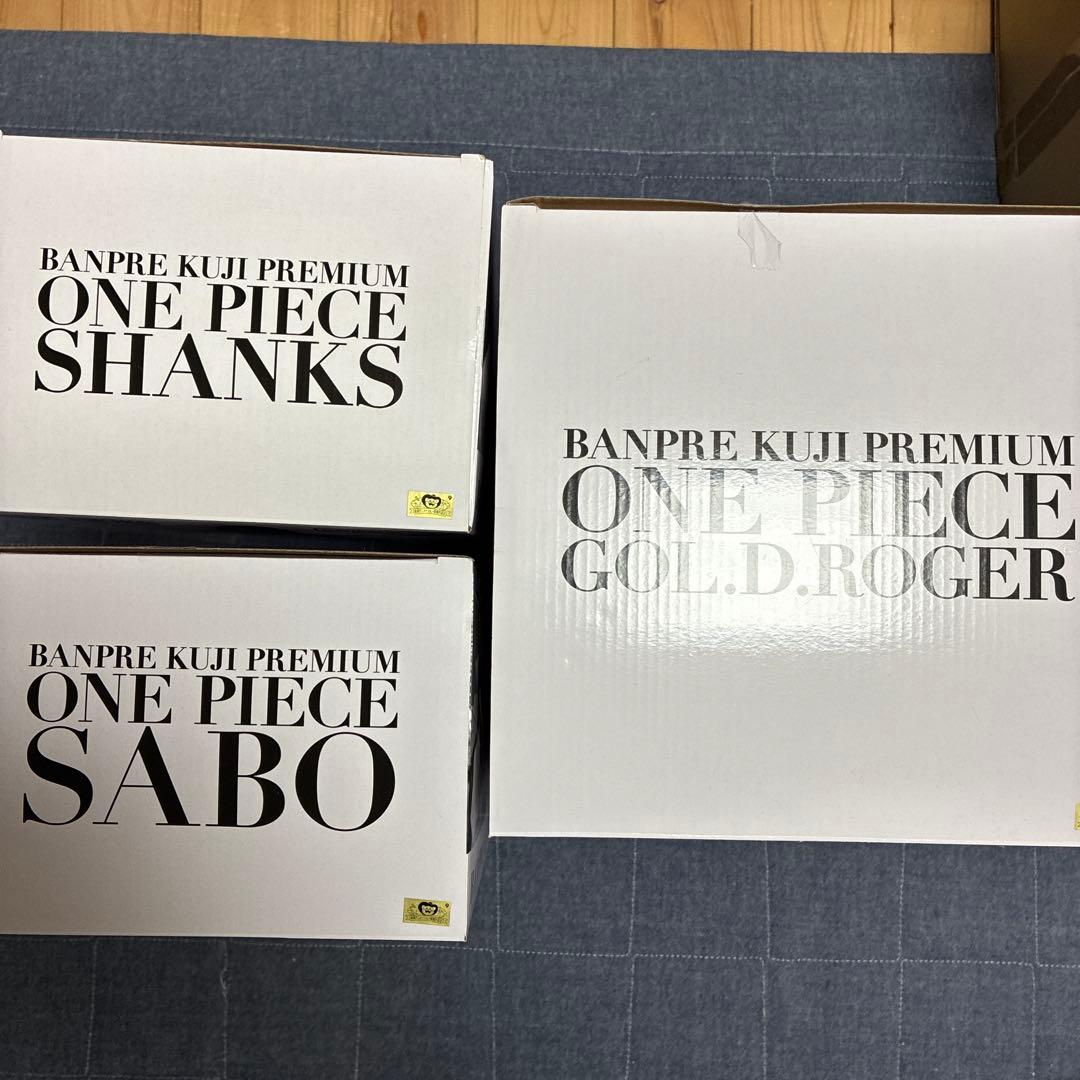 BANPRE KUJI PREMIUM
ONE PIECE
SHANKS
BANPRE KUJI PREMIUM
ONE PIECE
SABO
BANPRE KUJI PREMIUM
ONE PIECE
GOL.D.ROGER